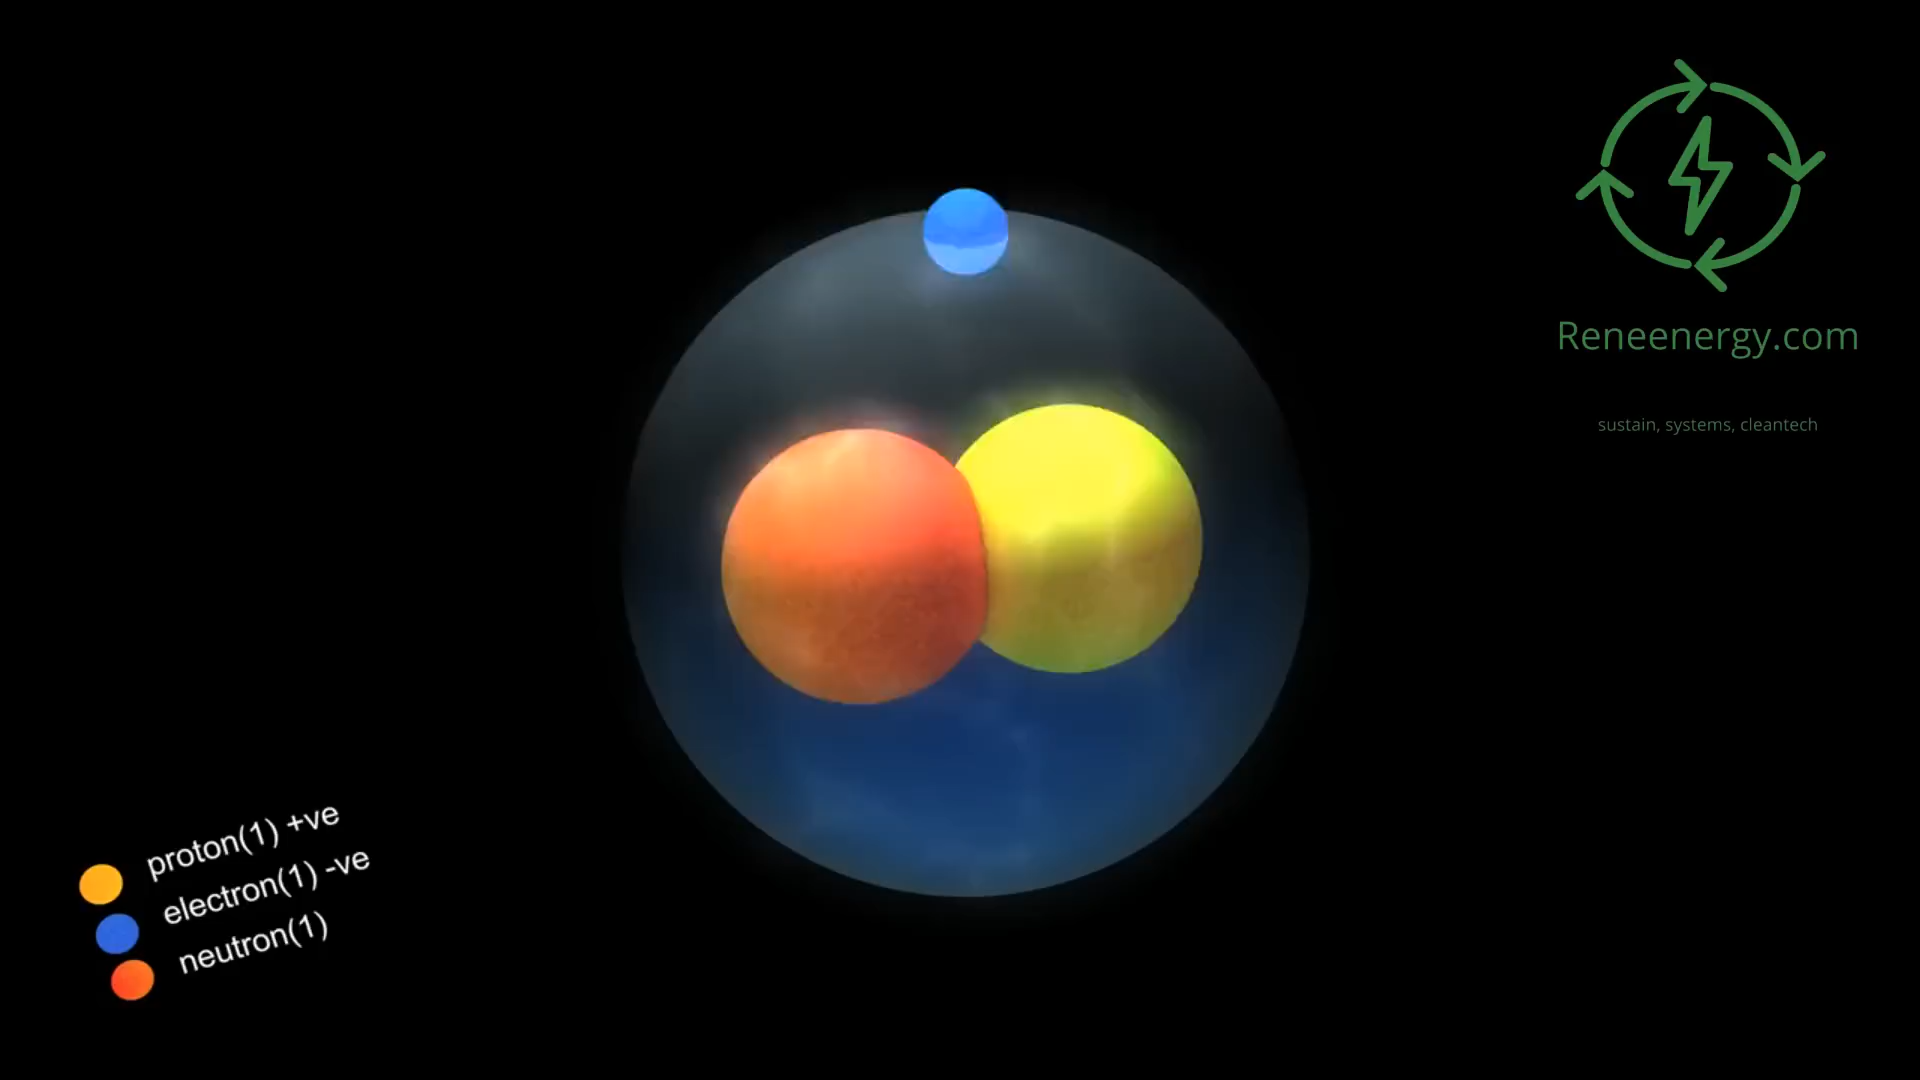 Reneenergy.com
sustain, systems, cleantech
proton(1) +ve
electron(1) -ve
neutron(1)